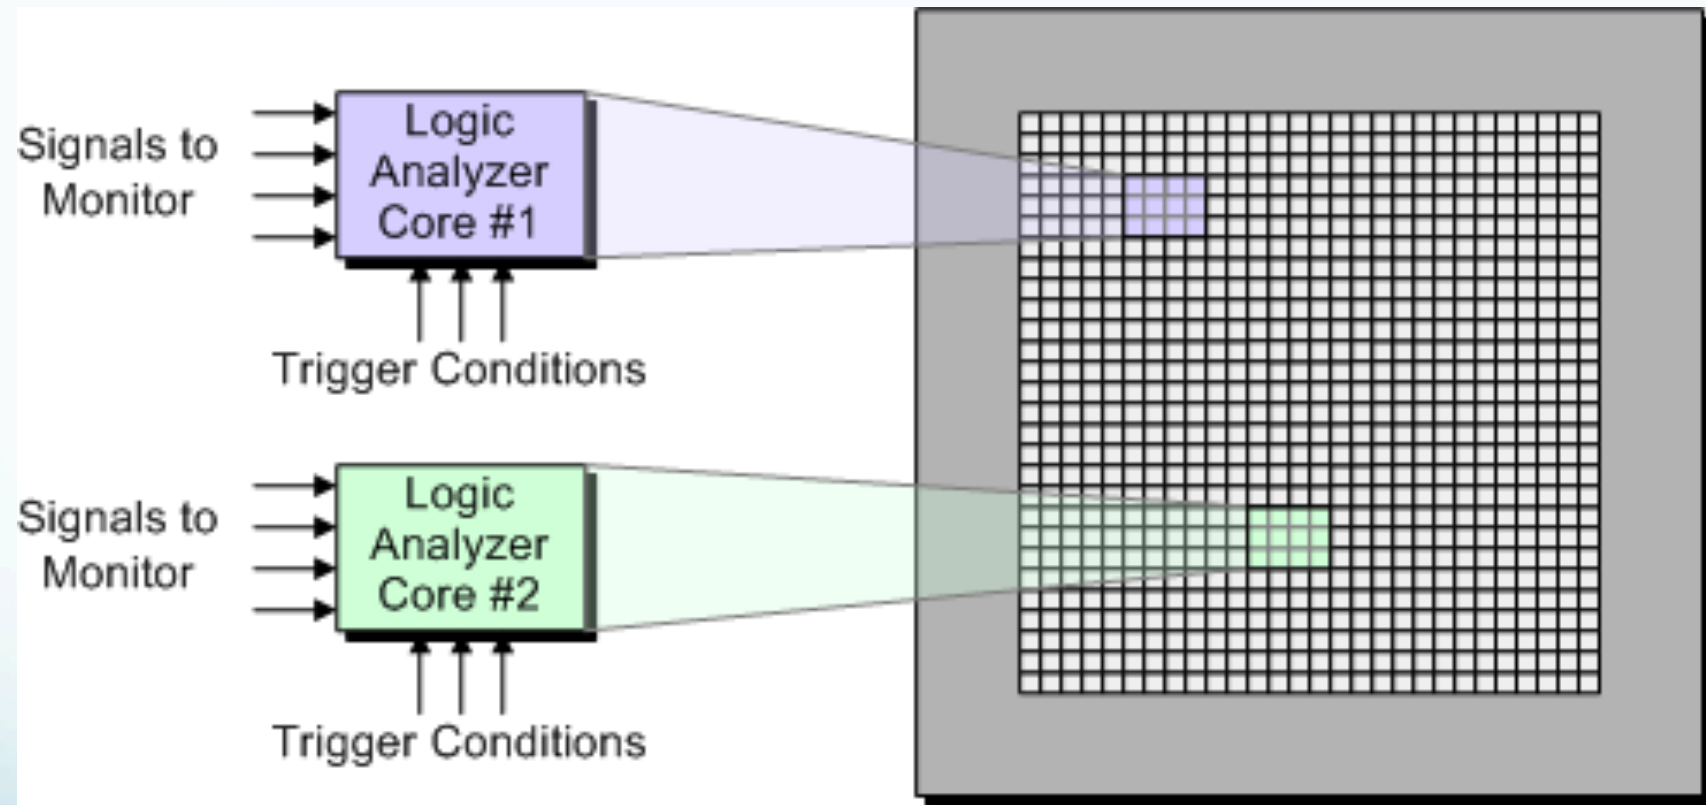 Signals to
Monitor
Logic
Analyzer
Core #1
Trigger Conditions
Signals to
Monitor
Logic
Analyzer
Core #2
Trigger Conditions